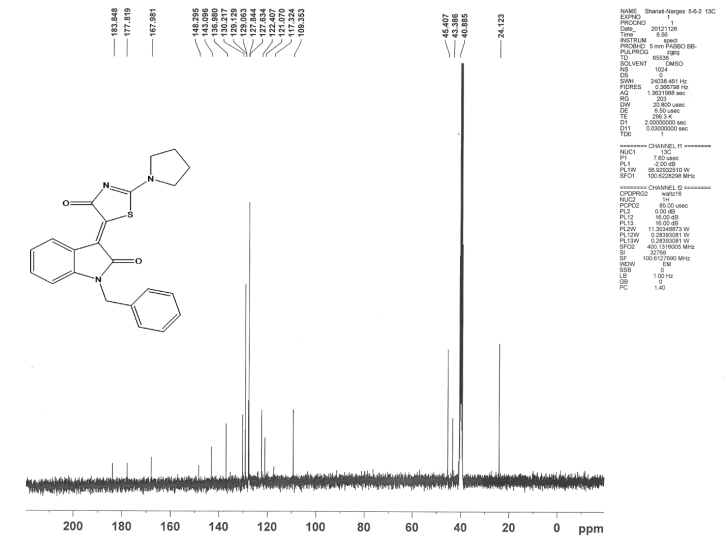 183.848
177.819
167.981
148.295
143.096
136.980
130.217
129.129
129.063
127.844
127.634
122.407
121.070
117.324
109.353
45.407
43.386
40.885
24.123
NAME Shariati-Narges 5-6-2 13C
EXPNO 1
PROCNO 1
Date_ 20121126
Time 8.56
INSTRUM spect
PROBHD 5 mm PABBO BB-
PULPROG zgpg
TD 65536
SOLVENT DMSO
NS 1024
DS 0
SWH 24038.461 Hz
FIDRES 0.366798 Hz
AQ 1.3631988 sec
RG 203
DW 20.800 usec
DE 6.50 usec
TE 296.3 K
D1 2.00000000 sec
D11 0.03000000 sec
TD0 1
======== CHANNEL f1 ========
NUC1 13C
P1 7.60 usec
PL1 -2.00 dB
PL1W 56.92932510 W
SFO1 100.6228298 MHz
======== CHANNEL f2 ========
CPDPRG2 waltz16
NUC2 1H
PCPD2 85.00 usec
PL2 0.00 dB
PL12 16.00 dB
PL13 16.00 dB
PL2W 11.30348873 W
PL12W 0.28393081 W
PL13W 0.28393081 W
SFO2 400.1316005 MHz
SI 32768
SF 100.6127690 MHz
WDW EM
SSB 0
LB 1.00 Hz
GB 0
PC 1.40
N
N
O
S
O
N
200 180 160 140 120 100 80 60 40 20 0 ppm